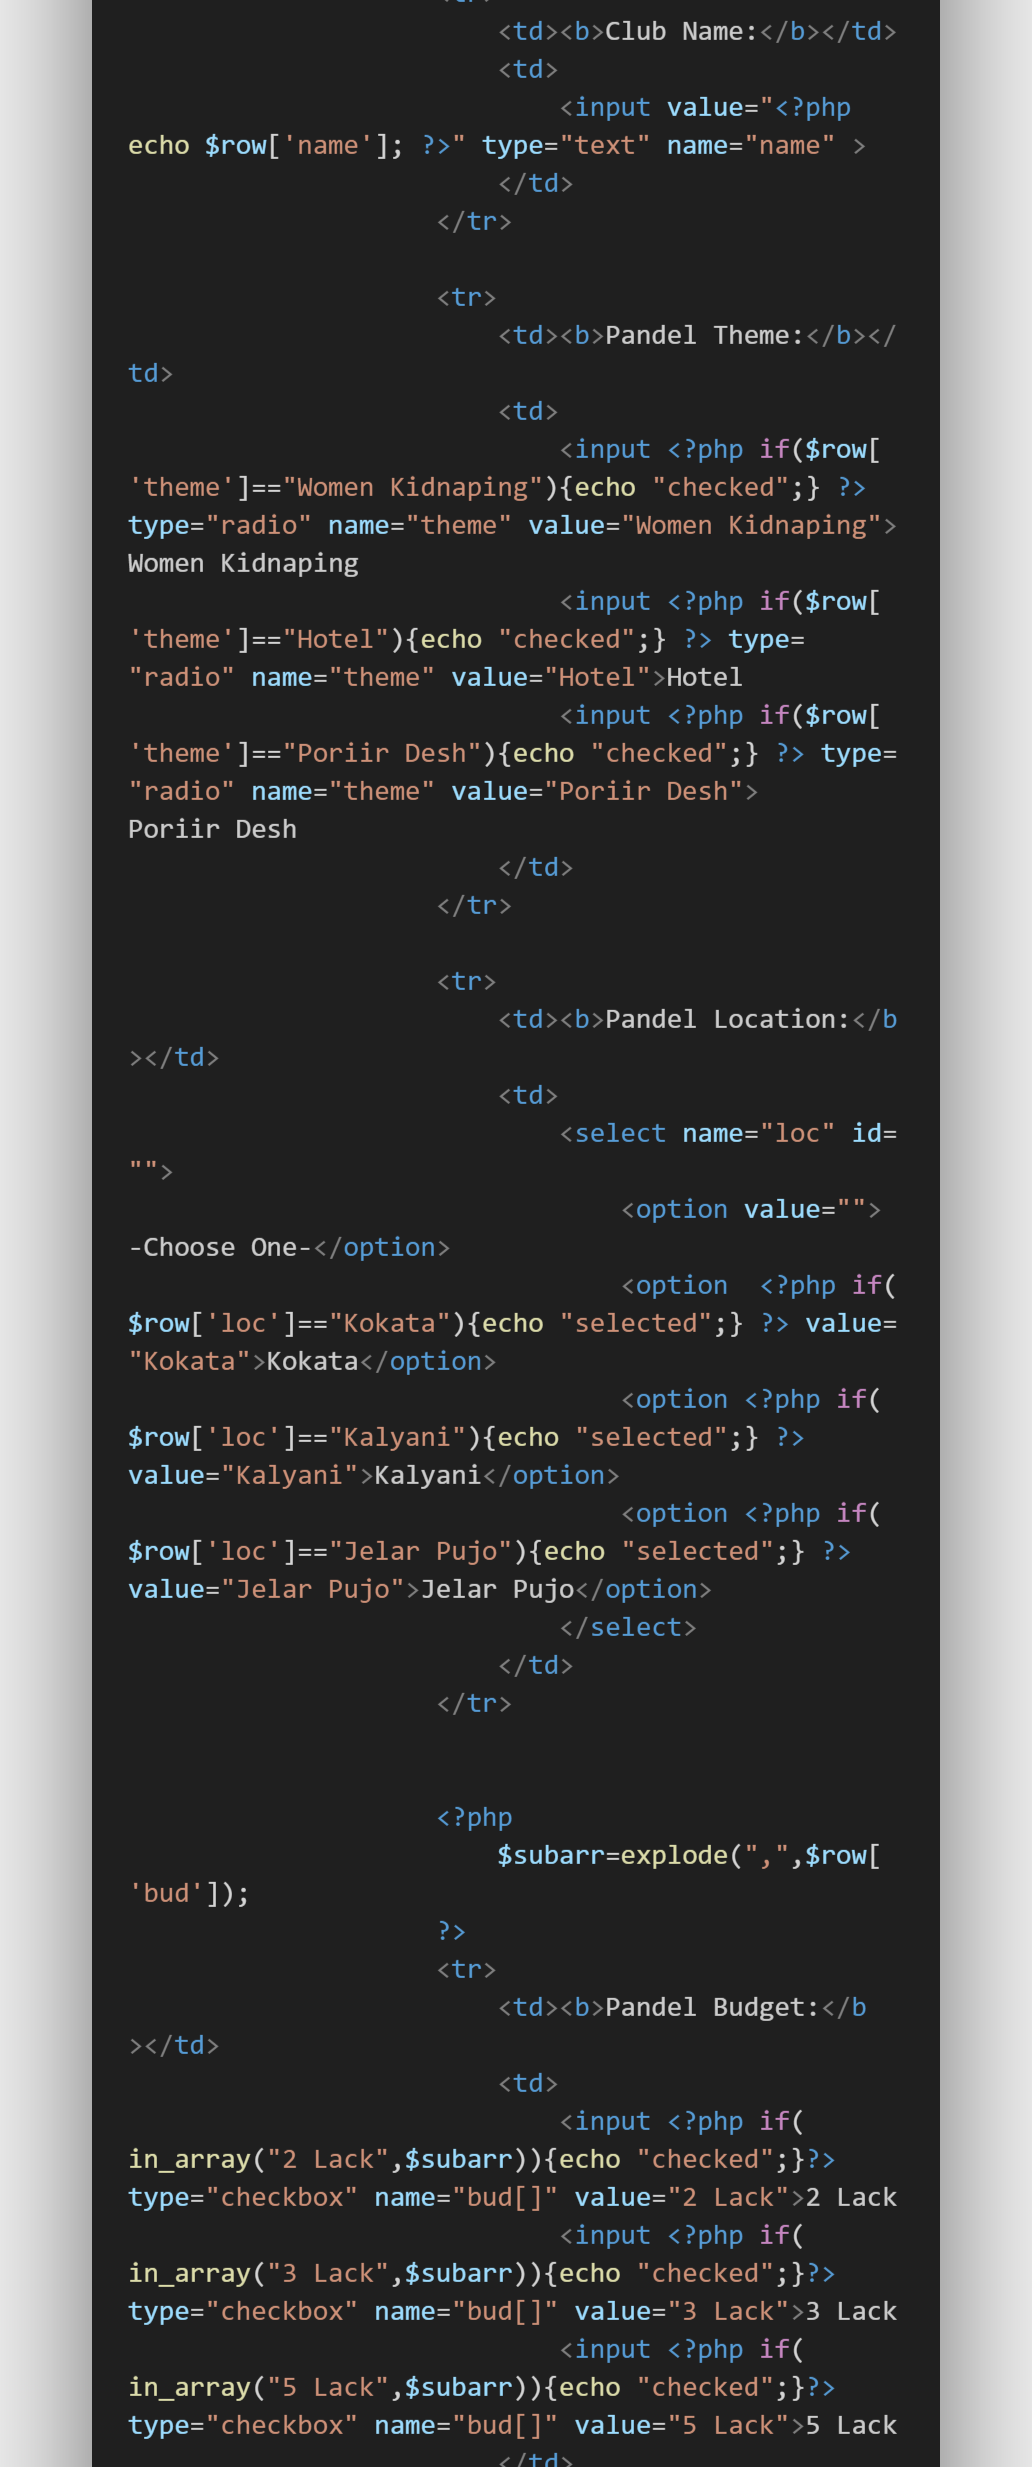 <tr>
<td><b>Club Name:</b></td>
<td>
<input value="<?php
echo $row['name']; ?>" type="text" name="name" >
</td>
</tr>
<tr>
<td><b>Pandel Theme:</b></
td>
<td>
<input <?php if($row[
'theme']=="Women Kidnaping"){echo "checked";} ?>
type="radio" name="theme" value="Women Kidnaping">
Women Kidnaping
<input <?php if($row[
'theme']=="Hotel"){echo "checked";} ?> type=
"radio" name="theme" value="Hotel">Hotel
<input <?php if($row[
'theme']=="Poriir Desh"){echo "checked";} ?> type=
"radio" name="theme" value="Poriir Desh">
Poriir Desh
</td>
</tr>
<tr>
<td><b>Pandel Location:</b
></td>
<td>
<select name="loc" id=
"">
<option value="">
-Choose One-</option>
<option  <?php if(
$row['loc']=="Kokata"){echo "selected";} ?> value=
"Kokata">Kokata</option>
<option <?php if(
$row['loc']=="Kalyani"){echo "selected";} ?>
value="Kalyani">Kalyani</option>
<option <?php if(
$row['loc']=="Jelar Pujo"){echo "selected";} ?>
value="Jelar Pujo">Jelar Pujo</option>
</select>
</td>
</tr>
<?php
$subarr=explode(",",$row[
'bud']);
?>
<tr>
<td><b>Pandel Budget:</b
></td>
<td>
<input <?php if(
in_array("2 Lack",$subarr)){echo "checked";}?>
type="checkbox" name="bud[]" value="2 Lack">2 Lack
<input <?php if(
in_array("3 Lack",$subarr)){echo "checked";}?>
type="checkbox" name="bud[]" value="3 Lack">3 Lack
<input <?php if(
in_array("5 Lack",$subarr)){echo "checked";}?>
type="checkbox" name="bud[]" value="5 Lack">5 Lack
</td>